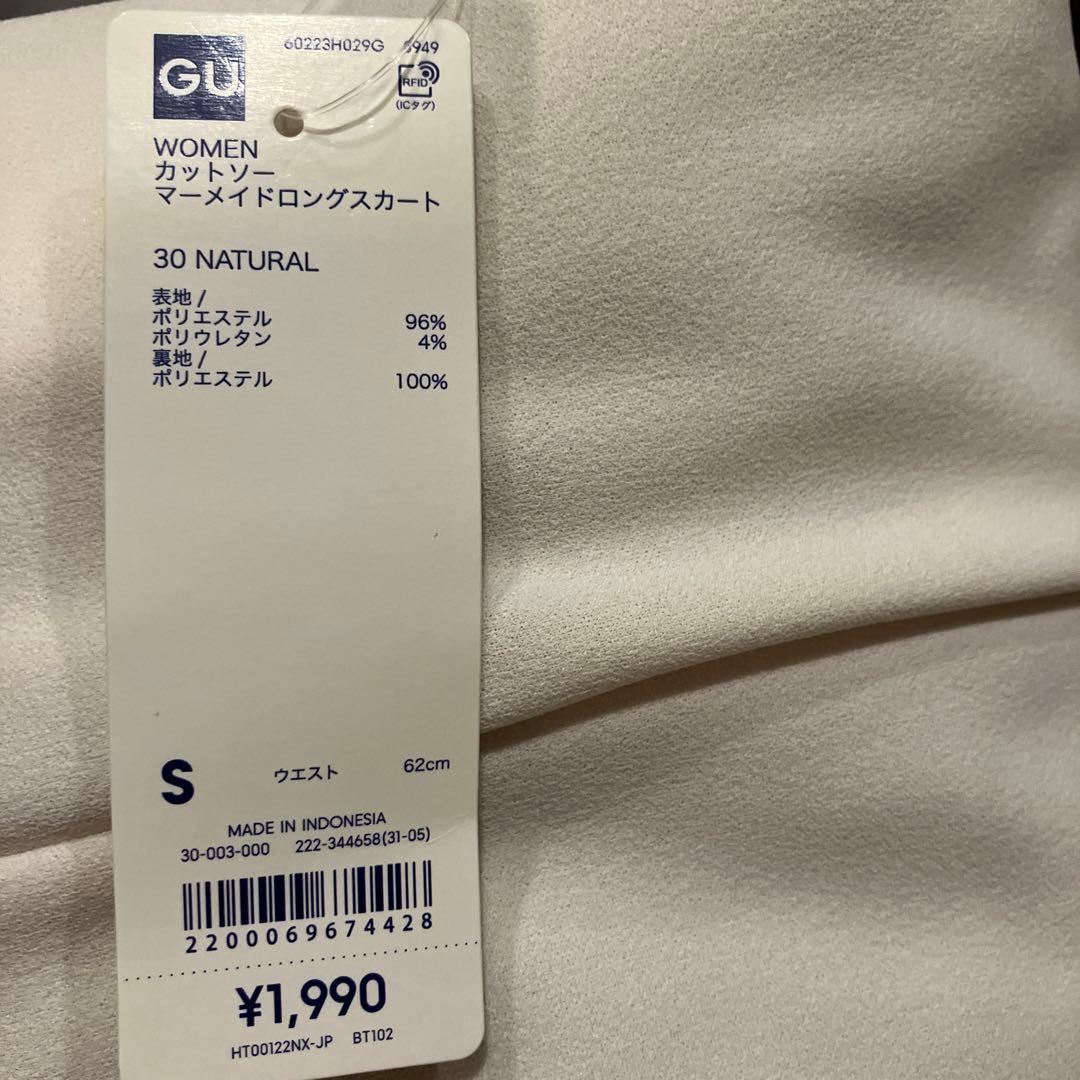 60223H029G 5949
GU
RFID
(ICタグ)
WOMEN
カットソー
マーメイドロングスカート
30 NATURAL
表地 /
ポリエステル 96%
ポリウレタン 4%
裏地 /
ポリエステル 100%
S ウエスト 62cm
MADE IN INDONESIA
30-003-000 222-344658(31-05)
2200069674428
¥1,990
HT00122NX-JP BT102